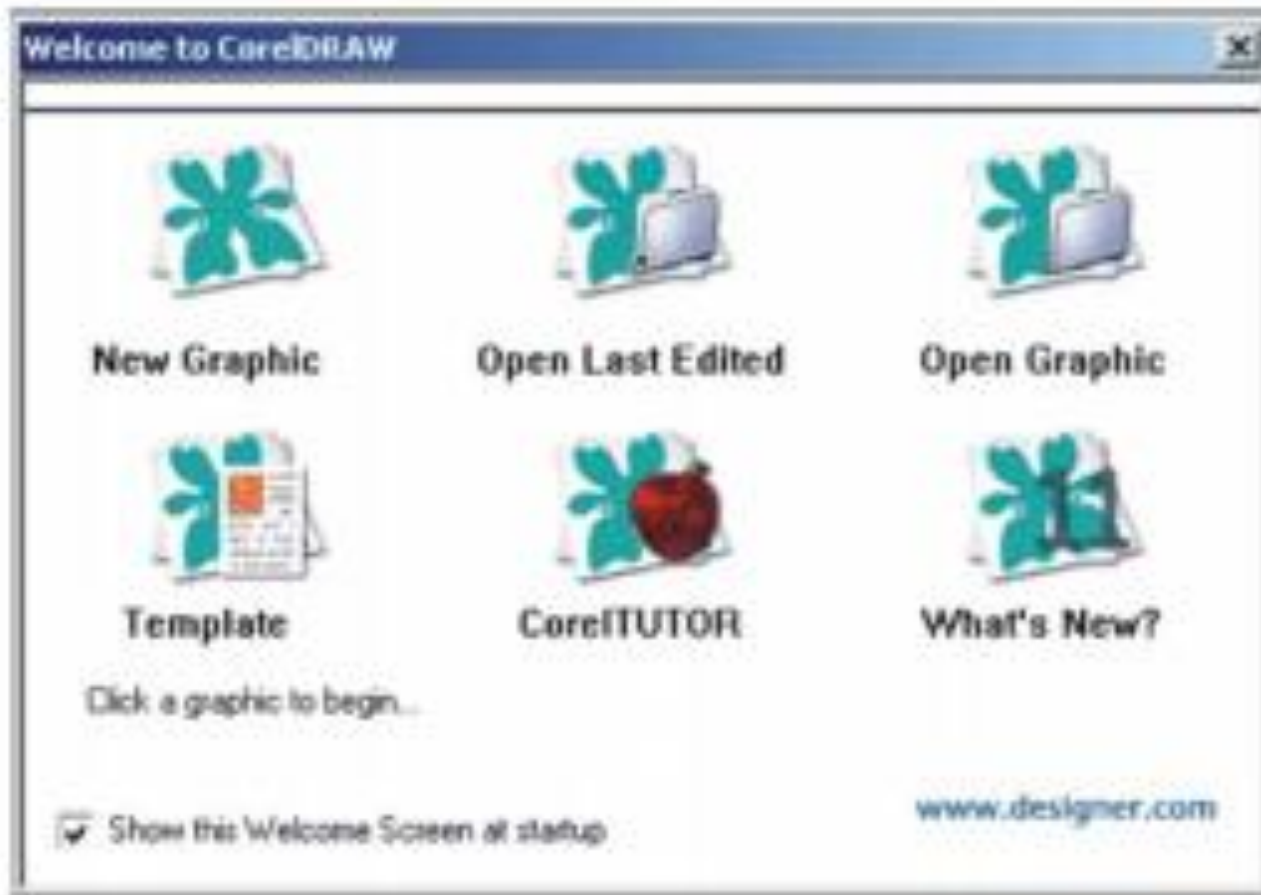 Welcome to CorelDRAW
New Graphic Open Last Edited Open Graphic
11
Template CorelTUTOR What's New?
Click a graphic to begin...
www.designer.com
Show this Welcome Screen at startup